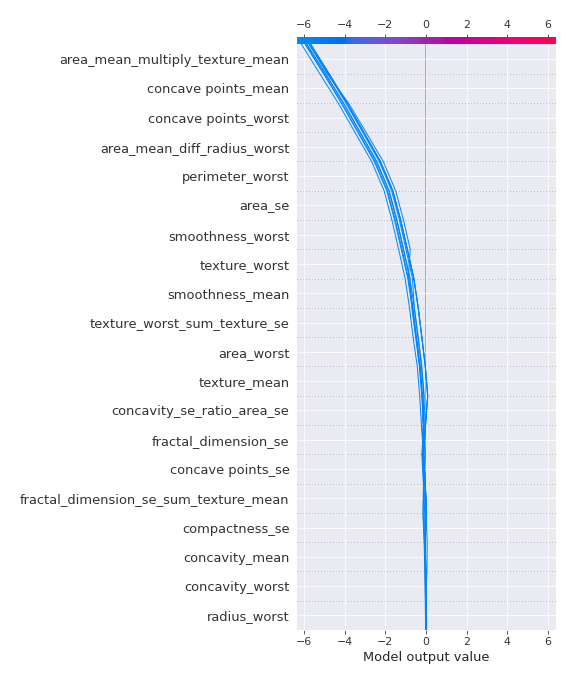 −6 −4 −2 0 2 4 6
area_mean_multiply_texture_mean
concave points_mean
concave points_worst
area_mean_diff_radius_worst
perimeter_worst
area_se
smoothness_worst
texture_worst
smoothness_mean
texture_worst_sum_texture_se
area_worst
texture_mean
concavity_se_ratio_area_se
fractal_dimension_se
concave points_se
fractal_dimension_se_sum_texture_mean
compactness_se
concavity_mean
concavity_worst
radius_worst
−6 −4 −2 0 2 4 6
Model output value